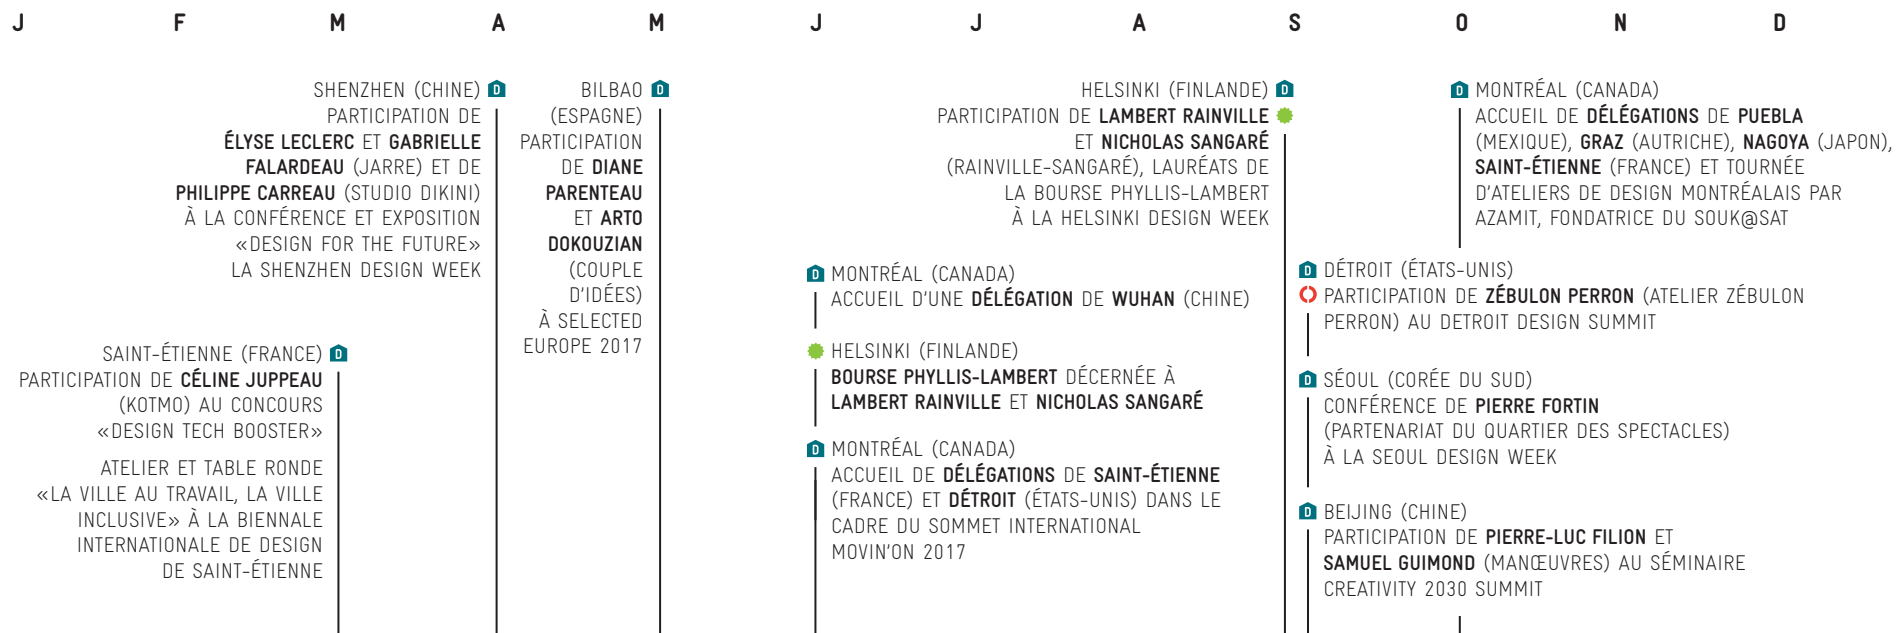 J F M A M J J A S O N D
SHENZHEN (CHINE) D
PARTICIPATION DE
ÉLYSE LECLERC ET GABRIELLE
FALARDEAU (JARRE) ET DE
PHILIPPE CARREAU (STUDIO DIKINI)
À LA CONFÉRENCE ET EXPOSITION
«DESIGN FOR THE FUTURE»
LA SHENZHEN DESIGN WEEK
SAINT-ÉTIENNE (FRANCE) D
PARTICIPATION DE CÉLINE JUPPEAU
(KOTMO) AU CONCOURS
«DESIGN TECH BOOSTER»
ATELIER ET TABLE RONDE
«LA VILLE AU TRAVAIL, LA VILLE
INCLUSIVE» À LA BIENNALE
INTERNATIONALE DE DESIGN
DE SAINT-ÉTIENNE
BILBAO D
(ESPAGNE)
PARTICIPATION
DE DIANE
PARENTEAU
ET ARTO
DOKOUZIAN
(COUPLE
D'IDÉES)
À SELECTED
EUROPE 2017
HELSINKI (FINLANDE) D
PARTICIPATION DE LAMBERT RAINVILLE
ET NICHOLAS SANGARÉ
(RAINVILLE-SANGARÉ), LAURÉATS DE
LA BOURSE PHYLLIS-LAMBERT
À LA HELSINKI DESIGN WEEK
D MONTRÉAL (CANADA)
ACCUEIL D'UNE DÉLÉGATION DE WUHAN (CHINE)
HELSINKI (FINLANDE)
BOURSE PHYLLIS-LAMBERT DÉCERNÉE À
LAMBERT RAINVILLE ET NICHOLAS SANGARÉ
D MONTRÉAL (CANADA)
ACCUEIL DE DÉLÉGATIONS DE SAINT-ÉTIENNE
(FRANCE) ET DÉTROIT (ÉTATS-UNIS) DANS LE
CADRE DU SOMMET INTERNATIONAL
MOVIN'ON 2017
D MONTRÉAL (CANADA)
ACCUEIL DE DÉLÉGATIONS DE PUEBLA
(MEXIQUE), GRAZ (AUTRICHE), NAGOYA (JAPON),
SAINT-ÉTIENNE (FRANCE) ET TOURNÉE
D'ATELIERS DE DESIGN MONTRÉALAIS PAR
AZAMIT, FONDATRICE DU SOUK@SAT
D DÉTROIT (ÉTATS-UNIS)
PARTICIPATION DE ZÉBULON PERRON (ATELIER ZÉBULON
PERRON) AU DETROIT DESIGN SUMMIT
D SÉOUL (CORÉE DU SUD)
CONFÉRENCE DE PIERRE FORTIN
(PARTENARIAT DU QUARTIER DES SPECTACLES)
À LA SEOUL DESIGN WEEK
D BEIJING (CHINE)
PARTICIPATION DE PIERRE-LUC FILION ET
SAMUEL GUIMOND (MANŒUVRES) AU SÉMINAIRE
CREATIVITY 2030 SUMMIT